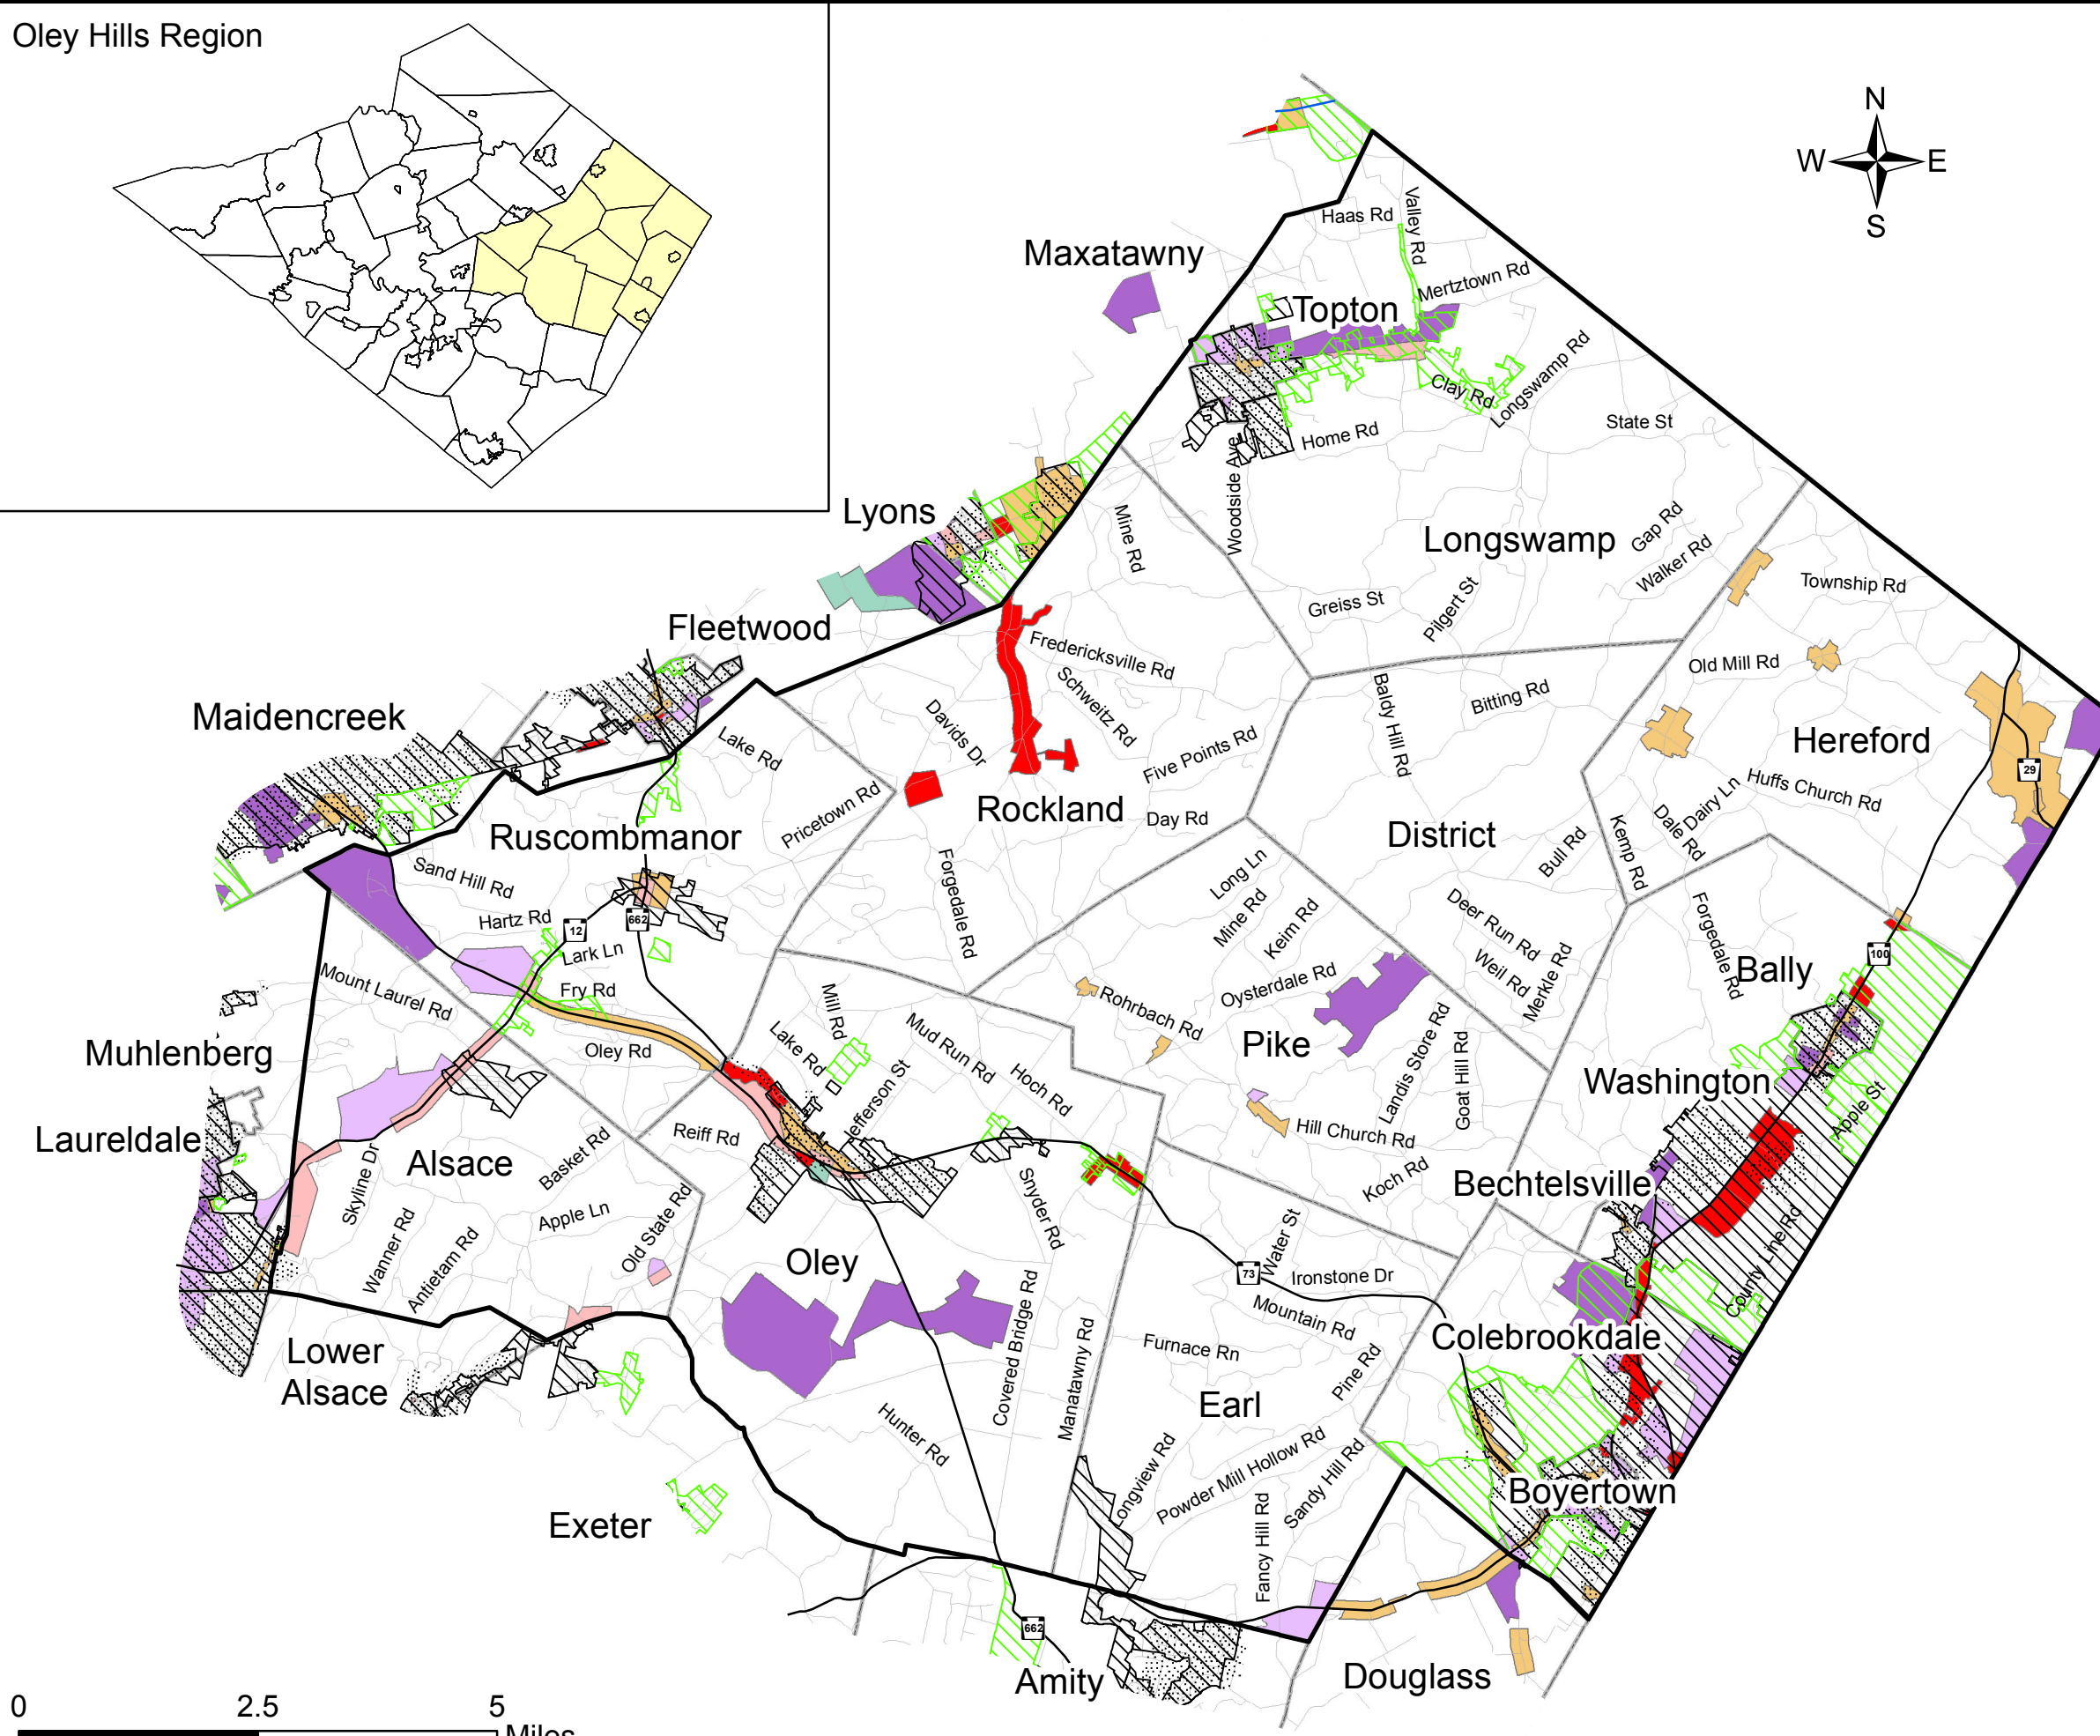 Oley Hills Region
N
W
E
S
Haas Rd
Valley Rd
Maxatawny
Mertztown Rd
Topton
Clay Rd
Longswamp Rd
State St
Home Rd
Woodside Ave
Lyons
Mine Rd
Longswamp
Gap Rd
Walker Rd
Township Rd
Greiss St
Pilgert St
Fleetwood
Fredericksville Rd
Old Mill Rd
Schweitz Rd
Baldy Hill Rd
Bitting Rd
Maidencreek
Lake Rd
Davids Dr
Five Points Rd
Hereford
29
Huffs Church Rd
Dairy Ln
Dale Rd
Pricetown Rd
Rockland
Day Rd
Ruscombmanor
District
Bull Rd
Kemp Rd
Sand Hill Rd
Forgedale Rd
Long Ln
Mine Rd
Keim Rd
Deer Run Rd
Forgedale Rd
Hartz Rd
12
662
Lark Ln
100
Bally
Weil Rd
Merkle Rd
Mount Laurel Rd
Fry Rd
Oysterdale Rd
Rohrbach Rd
Mill Rd
Lake Rd
Mud Run Rd
Oley Rd
Pike
Muhlenberg
Hoch Rd
Jefferson St
Landis Store Rd
Goat Hill Rd
Washington
Apple St
Laureldale
Reiff Rd
Hill Church Rd
Alsace
Basket Rd
Koch Rd
Bechtelsville
Skyline Dr
Snyder Rd
Apple Ln
Old State Rd
Wanner Rd
Antietam Rd
Water St
County Line Rd
Oley
73
Ironstone Dr
Mountain Rd
Covered Bridge Rd
Colebrookdale
Lower
Alsace
Furnace Rn
Manatawny Rd
Pine Rd
Earl
Hunter Rd
Longview Rd
Powder Mill Hollow Rd
Sandy Hill Rd
Boyertown
Exeter
Fancy Hill Rd
662
Amity
Douglass
0
2.5
5
Miles